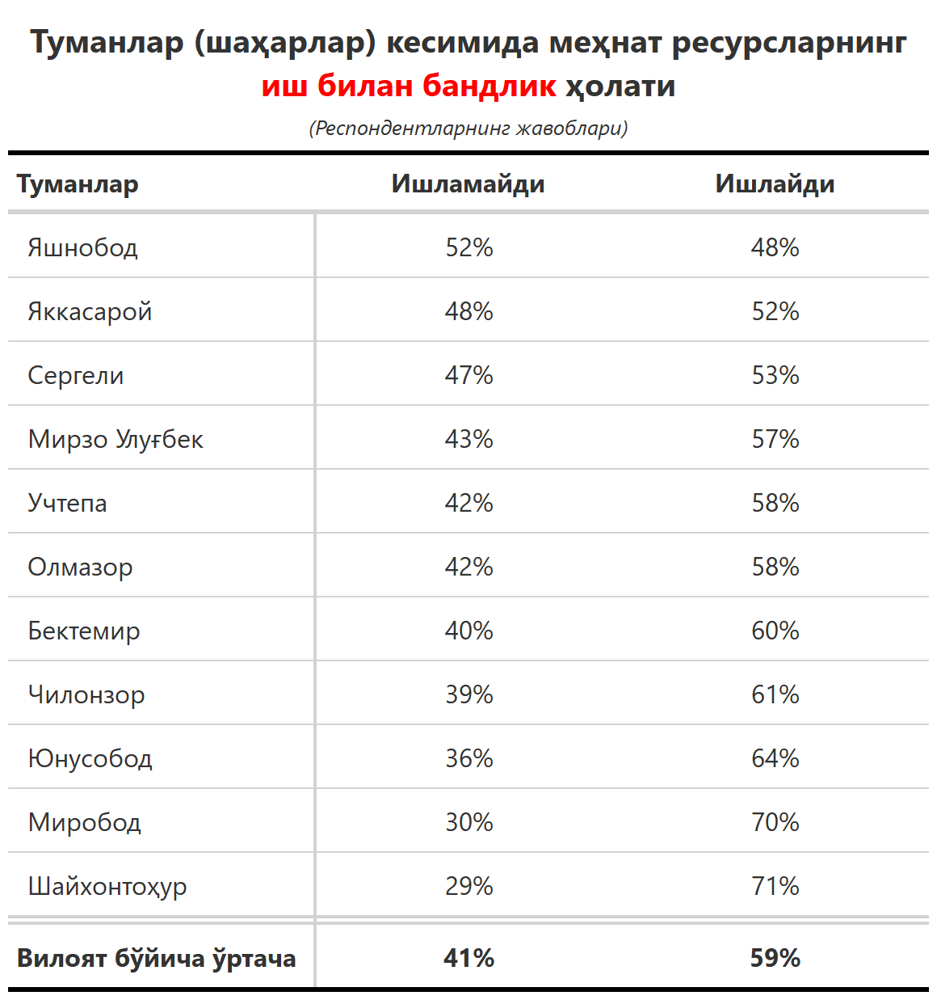 Туманлар (шаҳарлар) кесимида меҳнат ресурсларнинг
иш билан бандлик ҳолати
(Респондентларнинг жавоблари)
Туманлар Ишламайди Ишлайди
Яшнобод 52% 48%
Яккасарой 48% 52%
Сергели 47% 53%
Мирзо Улуғбек 43% 57%
Учтепа 42% 58%
Олмазор 42% 58%
Бектемир 40% 60%
Чилонзор 39% 61%
Юнусобод 36% 64%
Миробод 30% 70%
Шайхонтоҳур 29% 71%
Вилоят бўйича ўртача 41% 59%